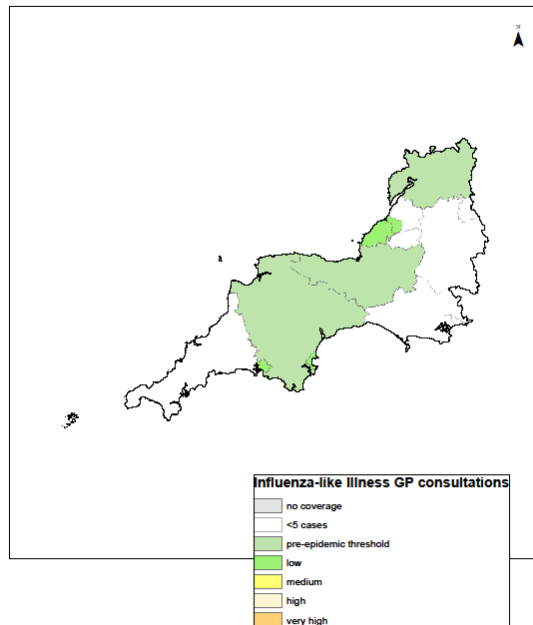 N
Influenza-like Illness GP consultations
no coverage
<5 cases
pre-epidemic threshold
low
medium
high
very high